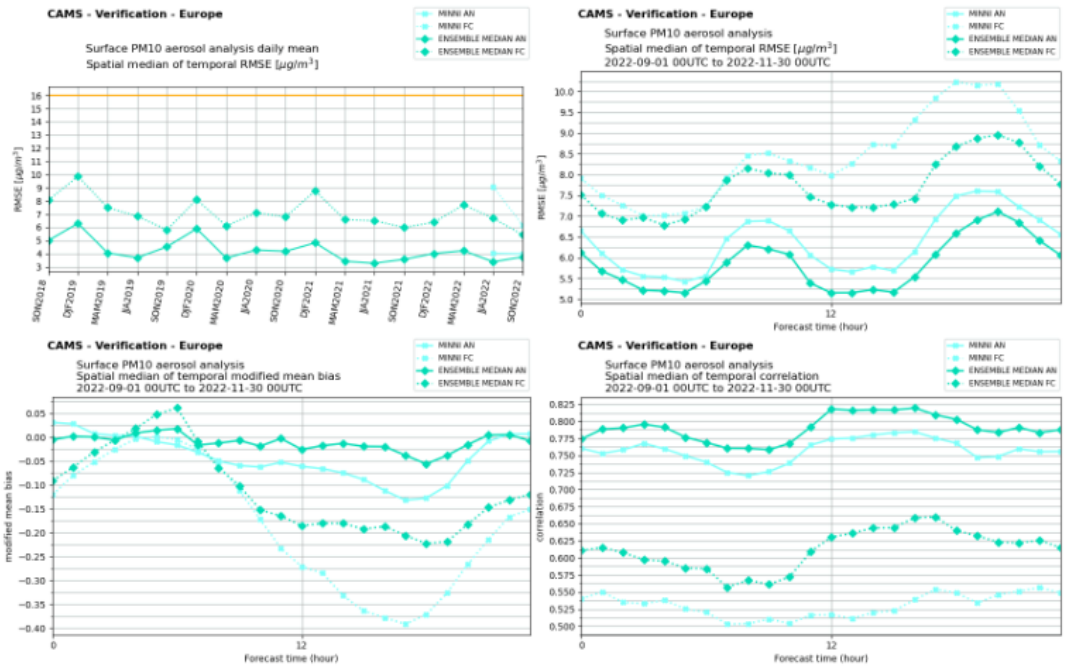 CAMS - Verification - Europe
MINNI AN
MINNI FC
ENSEMBLE MEDIAN AN
ENSEMBLE MEDIAN FC
Surface PM10 aerosol analysis daily mean
Spatial median of temporal RMSE [μg/m³]
RMSE [μg/m³]
16
16
15
14
13
12
11
10
9
8
7
6
5
4
3
SON2018
DJF2019
MAM2019
JJA2019
SON2019
DJF2020
MAM2020
JJA2020
SON2020
DJF2021
MAM2021
JJA2021
SON2021
DJF2022
MAM2022
JJA2022
SON2022
CAMS - Verification - Europe
MINNI AN
MINNI FC
ENSEMBLE MEDIAN AN
ENSEMBLE MEDIAN FC
Surface PM10 aerosol analysis
Spatial median of temporal RMSE [μg/m³]
2022-09-01 00UTC to 2022-11-30 00UTC
RMSE [μg/m³]
10.0
9.5
9.0
8.5
8.0
7.5
7.0
6.5
6.0
5.5
5.0
0
12
Forecast time (hour)
CAMS - Verification - Europe
MINNI AN
MINNI FC
ENSEMBLE MEDIAN AN
ENSEMBLE MEDIAN FC
Surface PM10 aerosol analysis
Spatial median of temporal modified mean bias
2022-09-01 00UTC to 2022-11-30 00UTC
modified mean bias
0.05
0.00
−0.05
−0.10
−0.15
−0.20
−0.25
−0.30
−0.35
−0.40
0
12
Forecast time (hour)
CAMS - Verification - Europe
MINNI AN
MINNI FC
ENSEMBLE MEDIAN AN
ENSEMBLE MEDIAN FC
Surface PM10 aerosol analysis
Spatial median of temporal correlation
2022-09-01 00UTC to 2022-11-30 00UTC
correlation
0.825
0.800
0.775
0.750
0.725
0.700
0.675
0.650
0.625
0.600
0.575
0.550
0.525
0.500
0
12
Forecast time (hour)